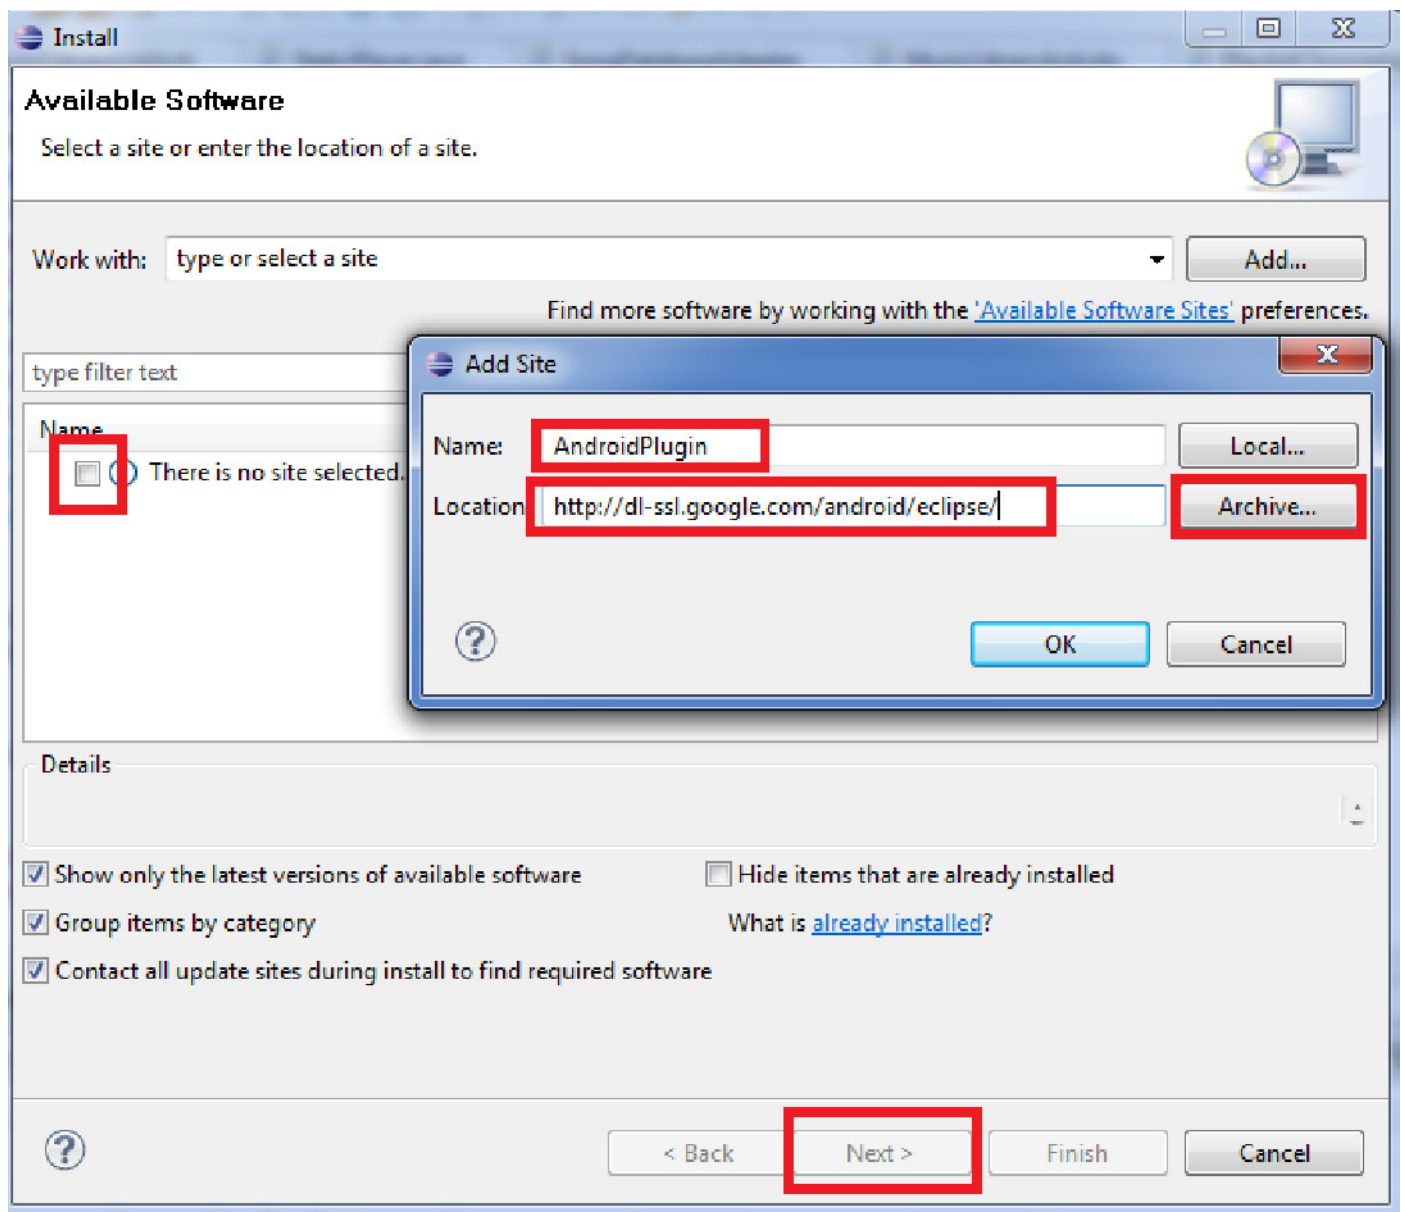 Install
Available Software
Select a site or enter the location of a site.
Work with: type or select a site Add...
Find more software by working with the 'Available Software Sites' preferences.
type filter text
Name
There is no site selected.
Add Site
Name: AndroidPlugin Local...
Location http://dl-ssl.google.com/android/eclipse/ Archive...
OK Cancel
Details
Show only the latest versions of available software Hide items that are already installed
Group items by category What is already installed?
Contact all update sites during install to find required software
< Back Next > Finish Cancel